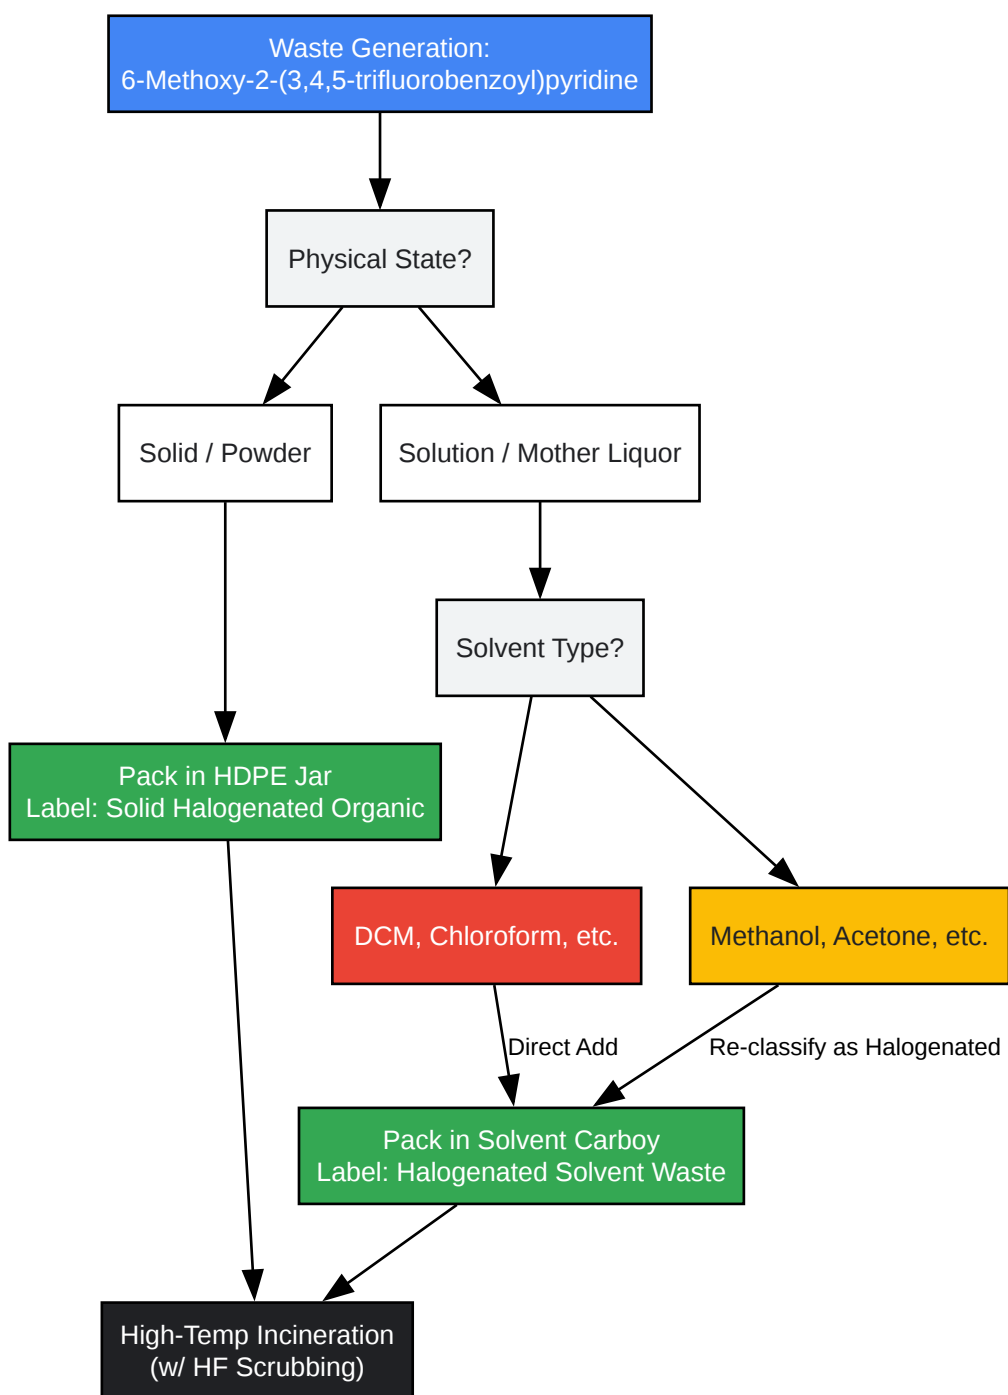 Waste Generation:
6-Methoxy-2-(3,4,5-trifluorobenzoyl)pyridine
Physical State?
Solid / Powder
Solution / Mother Liquor
Solvent Type?
Pack in HDPE Jar
Label: Solid Halogenated Organic
DCM, Chloroform, etc.
Methanol, Acetone, etc.
Direct Add
Re-classify as Halogenated
Pack in Solvent Carboy
Label: Halogenated Solvent Waste
High-Temp Incineration
(w/ HF Scrubbing)